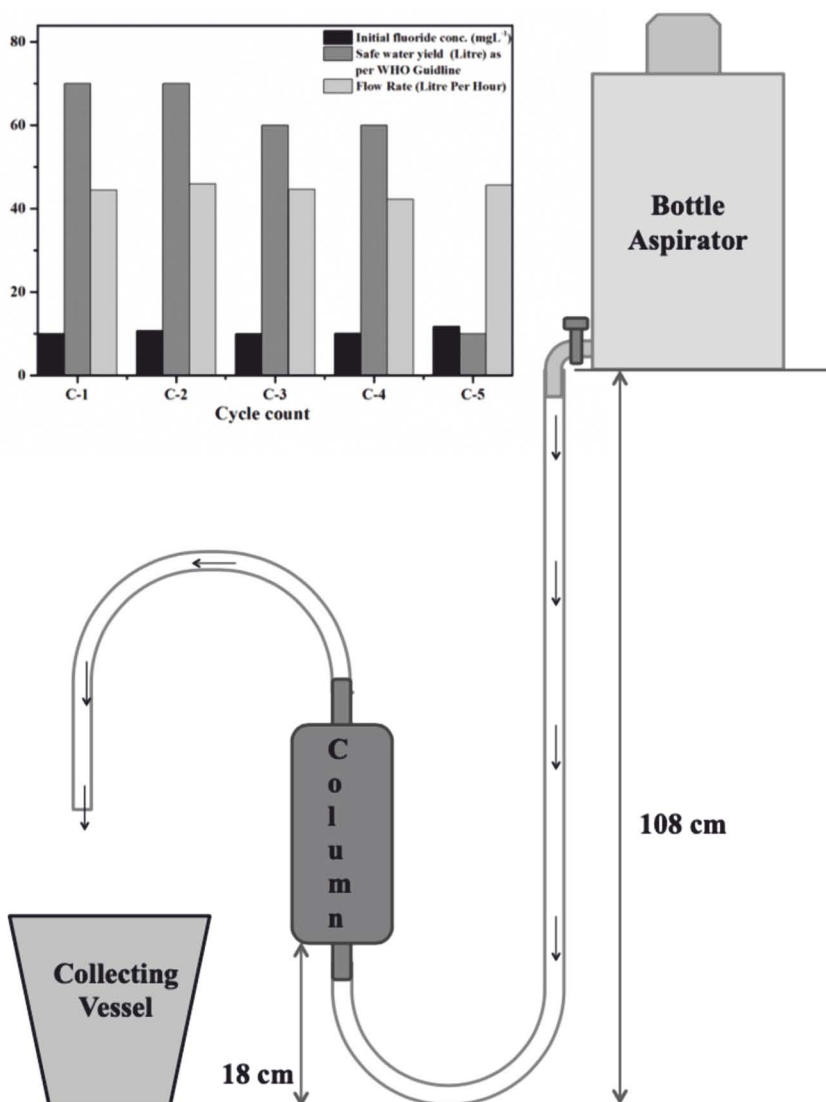 80
60
40
20
0
Initial fluoride conc. (mgL⁻¹)
Safe water yield (Litre) as
per WHO Guidline
Flow Rate (Litre Per Hour)
C-1 C-2 C-3 C-4 C-5
Cycle count
Bottle
Aspirator
Column
108 cm
Collecting
Vessel
18 cm